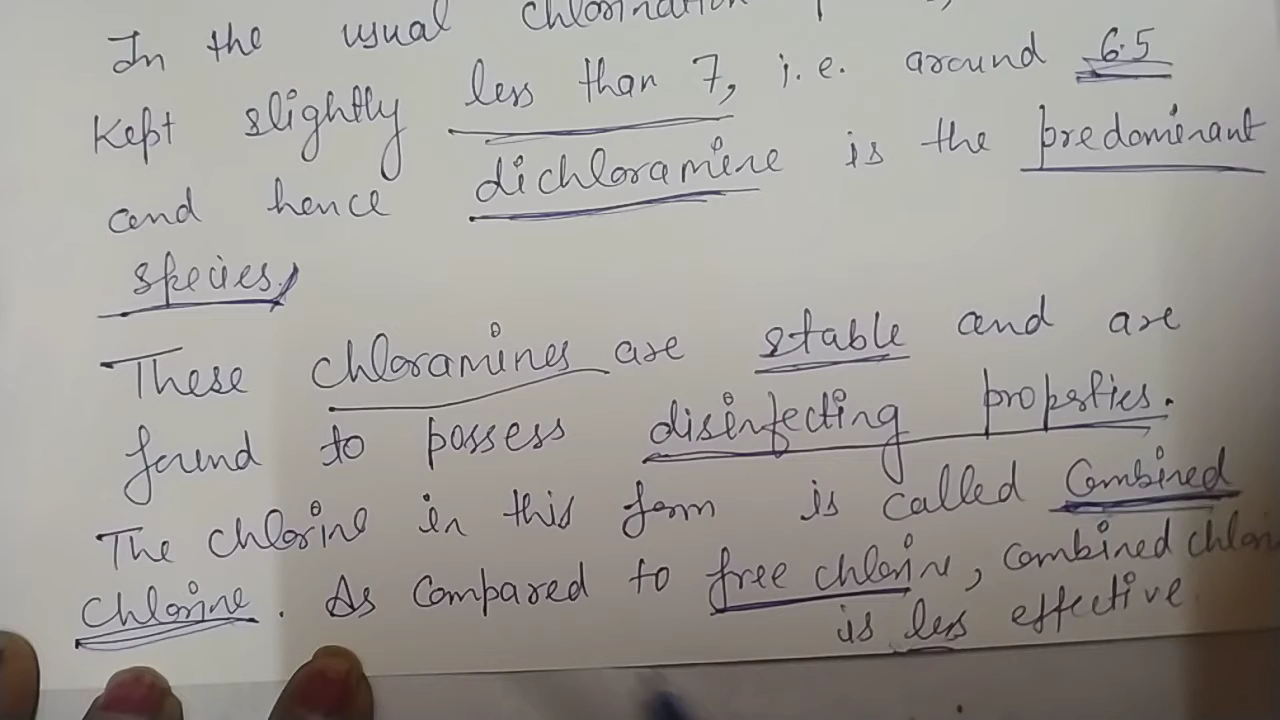 In the usual chlorination
kept slightly less than 7, i.e. around 6.5
and hence dichloramine is the predominant
species.
These chloramines are stable and are
found to possess disinfecting properties.
The chlorine in this form is called Combined
Chlorine. As compared to free chlorine, combined chlori
is less effective